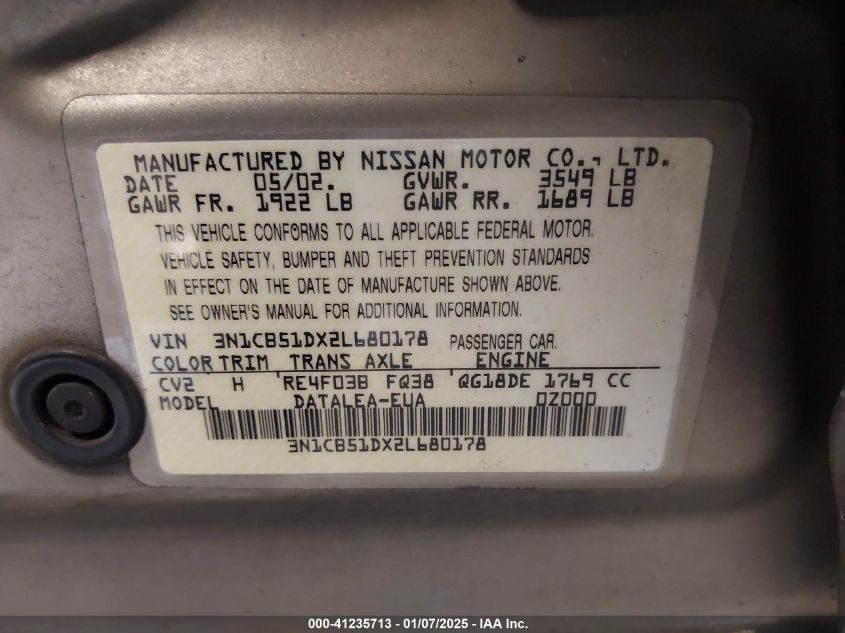 MANUFACTURED BY NISSAN MOTOR CO., LTD.
DATE 05/02. GVWR. 3549 LB
GAWR FR. 1922 LB GAWR RR. 1689 LB
THIS VEHICLE CONFORMS TO ALL APPLICABLE FEDERAL MOTOR
VEHICLE SAFETY, BUMPER AND THEFT PREVENTION STANDARDS
IN EFFECT ON THE DATE OF MANUFACTURE SHOWN ABOVE.
SEE OWNER'S MANUAL FOR ADDITIONAL INFORMATION.
VIN 3N1CB51DX2L680178 PASSENGER CAR.
COLOR TRIM TRANS AXLE ENGINE
CV2 H RE4F03B FQ38 QG18DE 1769 CC
MODEL DATALEA-EUA 0Z000
3N1CB51DX2L680178
000-41235713 - 01/07/2025 - IAA Inc.